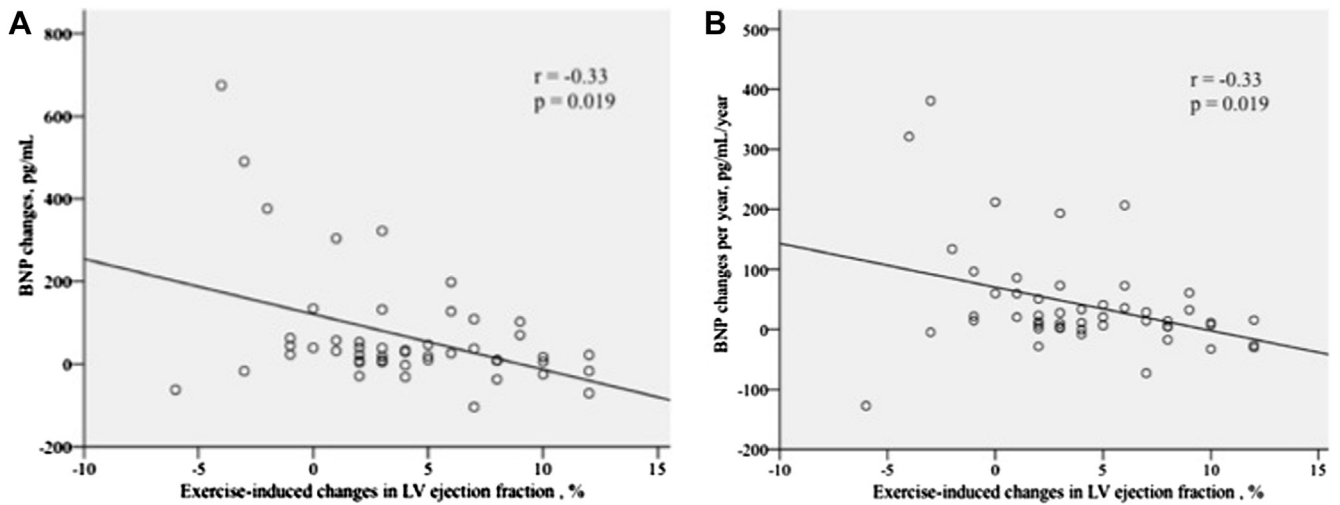 A
BNP changes, pg/mL
800
600
400
200
0
-200
-10
-5
0
5
10
15
r = -0.33
p = 0.019
Exercise-induced changes in LV ejection fraction , %
B
BNP changes per year, pg/mL/year
500
400
300
200
100
0
-100
-200
-10
-5
0
5
10
15
r = -0.33
p = 0.019
Exercise-induced changes in LV ejection fraction , %